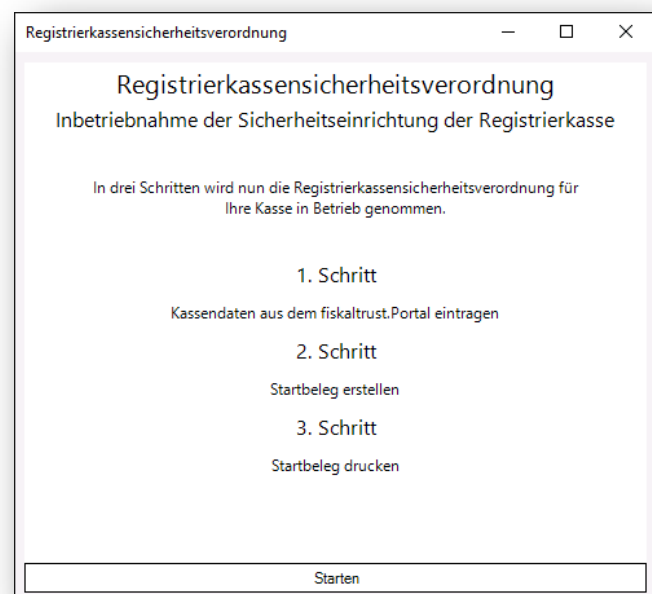 Registrierkassensicherheitsverordnung
Registrierkassensicherheitsverordnung
Inbetriebnahme der Sicherheitseinrichtung der Registrierkasse
In drei Schritten wird nun die Registrierkassensicherheitsverordnung für
Ihre Kasse in Betrieb genommen.
1. Schritt
Kassendaten aus dem fiskaltrust.Portal eintragen
2. Schritt
Startbeleg erstellen
3. Schritt
Startbeleg drucken
Starten